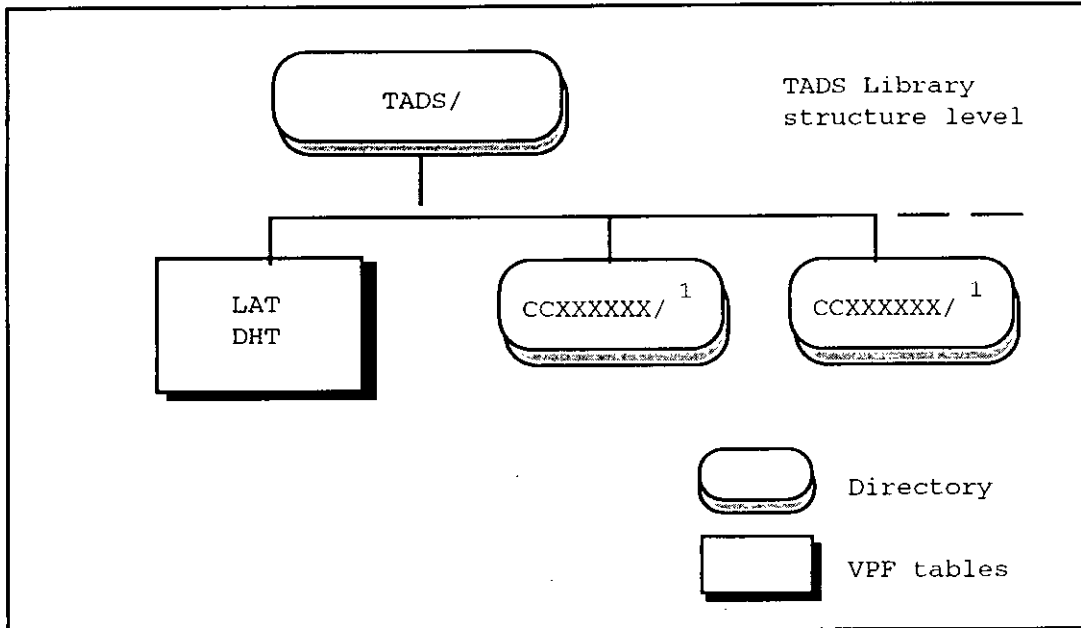 TADS/
TADS Library
structure level
LAT
DHT
CCXXXXXX/ 1
CCXXXXXX/ 1
Directory
VPF tables